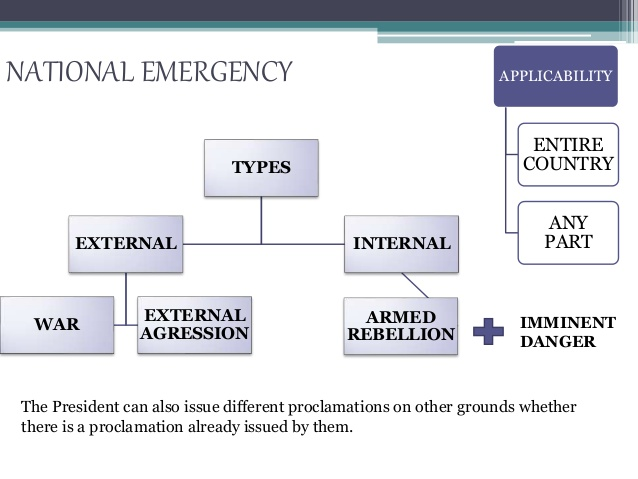 NATIONAL EMERGENCY
APPLICABILITY
ENTIRE
COUNTRY
ANY
PART
TYPES
EXTERNAL
INTERNAL
WAR
EXTERNAL
AGRESSION
ARMED
REBELLION
IMMINENT
DANGER
The President can also issue different proclamations on other grounds whether
there is a proclamation already issued by them.